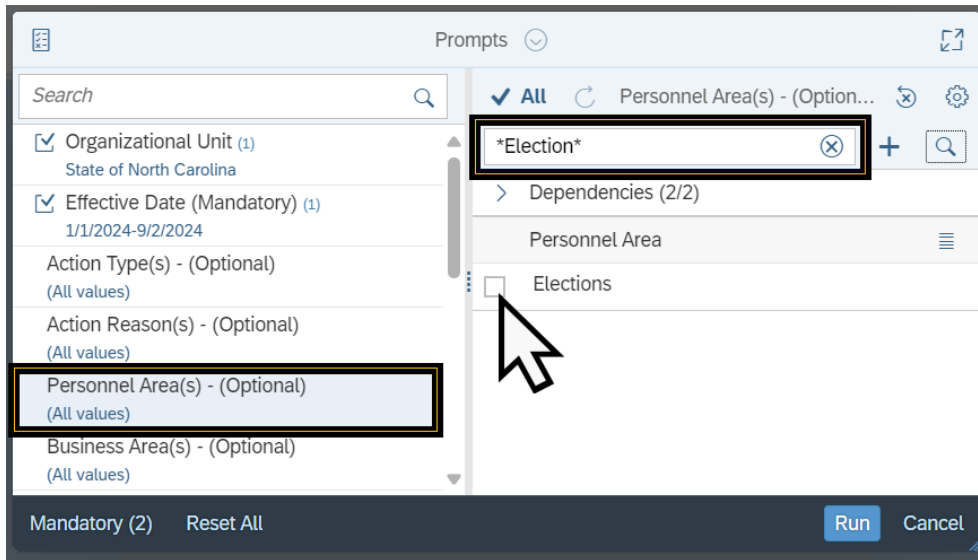 Prompts
Search
Organizational Unit (1)
State of North Carolina
Effective Date (Mandatory) (1)
1/1/2024-9/2/2024
Action Type(s) - (Optional)
(All values)
Action Reason(s) - (Optional)
(All values)
Personnel Area(s) - (Optional)
(All values)
Business Area(s) - (Optional)
(All values)
All
Personnel Area(s) - (Option...
*Election*
Dependencies (2/2)
Personnel Area
Elections
Mandatory (2)
Reset All
Run
Cancel